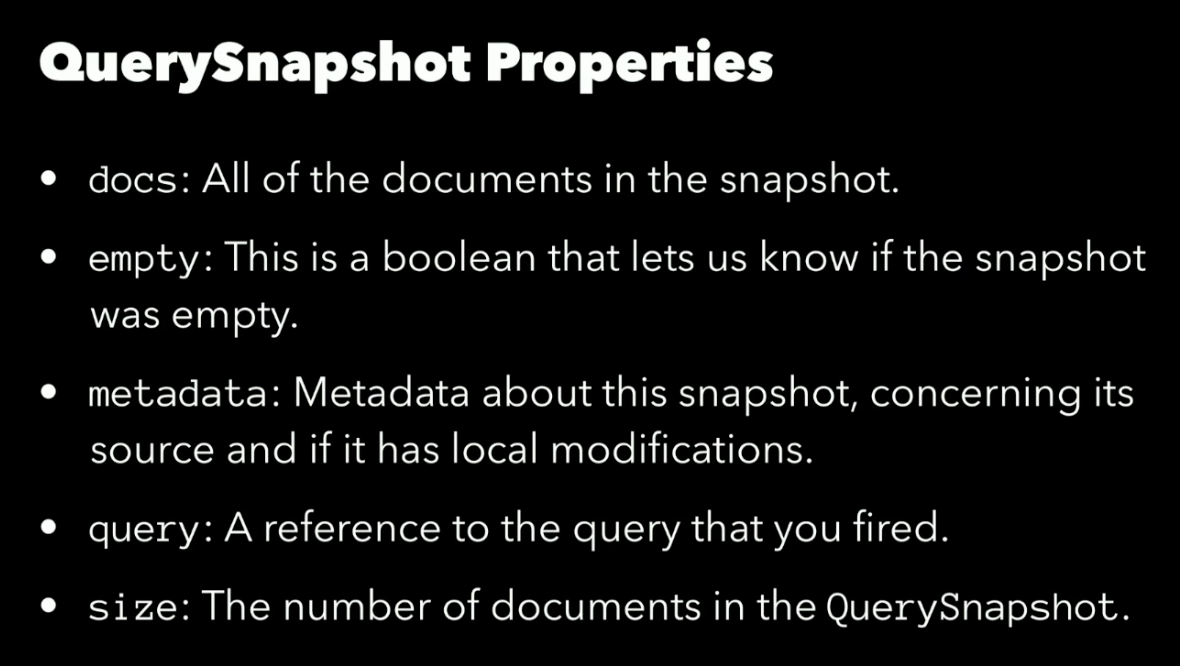 QuerySnapshot Properties
• docs: All of the documents in the snapshot.
• empty: This is a boolean that lets us know if the snapshot
was empty.
• metadata: Metadata about this snapshot, concerning its
source and if it has local modifications.
• query: A reference to the query that you fired.
• size: The number of documents in the QuerySnapshot.